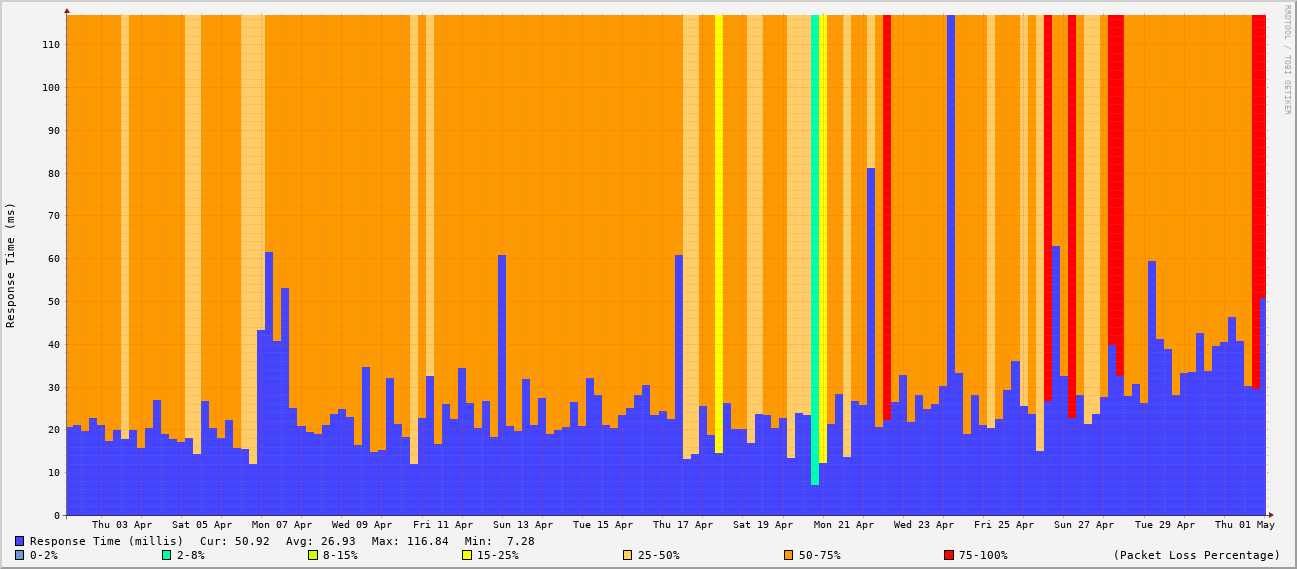 RRDTOOL / TOBI OETIKER
Response Time (ms)
110
100
90
80
70
60
50
40
30
20
10
0
Thu 03 Apr Sat 05 Apr Mon 07 Apr Wed 09 Apr Fri 11 Apr Sun 13 Apr Tue 15 Apr Thu 17 Apr Sat 19 Apr Mon 21 Apr Wed 23 Apr Fri 25 Apr Sun 27 Apr Tue 29 Apr Thu 01 May
Response Time (millis) Cur: 50.92 Avg: 26.93 Max: 116.84 Min: 7.28
0-2% 2-8% 8-15% 15-25% 25-50% 50-75% 75-100% (Packet Loss Percentage)